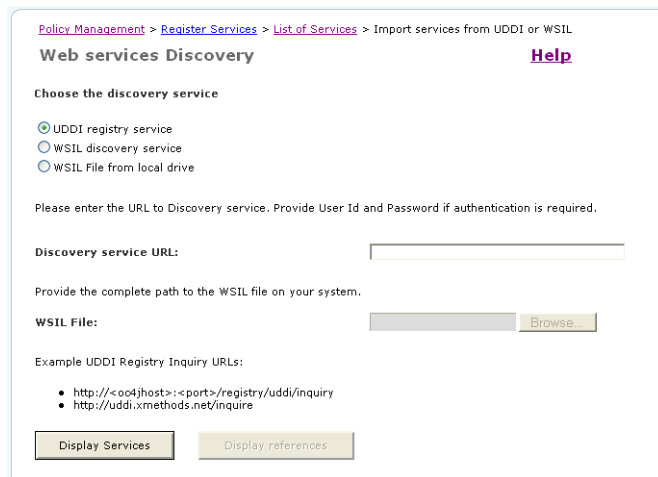 Policy Management > Register Services > List of Services > Import services from UDDI or WSIL
Web services Discovery Help
Choose the discovery service
UDDI registry service
WSIL discovery service
WSIL File from local drive
Please enter the URL to Discovery service. Provide User Id and Password if authentication is required.
Discovery service URL:
Provide the complete path to the WSIL file on your system.
WSIL File: Browse...
Example UDDI Registry Inquiry URLs:
• http://<oc4jhost>:<port>/registry/uddi/inquiry
• http://uddi.xmethods.net/inquire
Display Services Display references